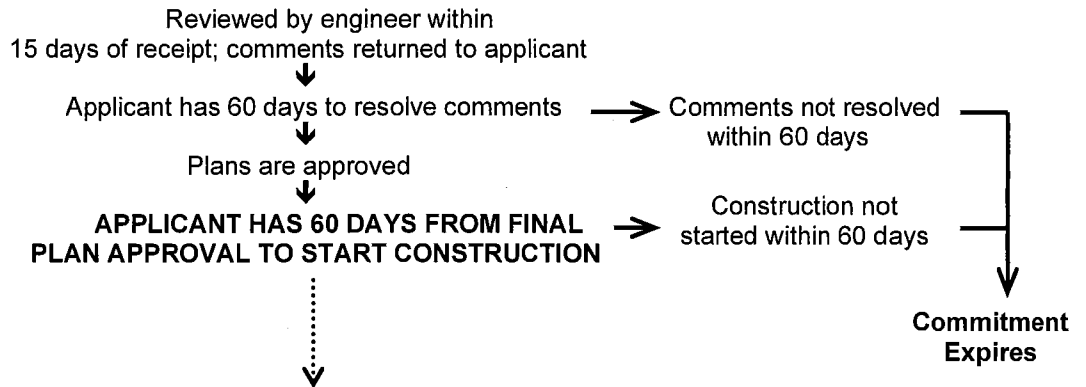 Reviewed by engineer within
15 days of receipt; comments returned to applicant
Applicant has 60 days to resolve comments
Comments not resolved
within 60 days
Plans are approved
APPLICANT HAS 60 DAYS FROM FINAL
PLAN APPROVAL TO START CONSTRUCTION
Construction not
started within 60 days
Commitment
Expires